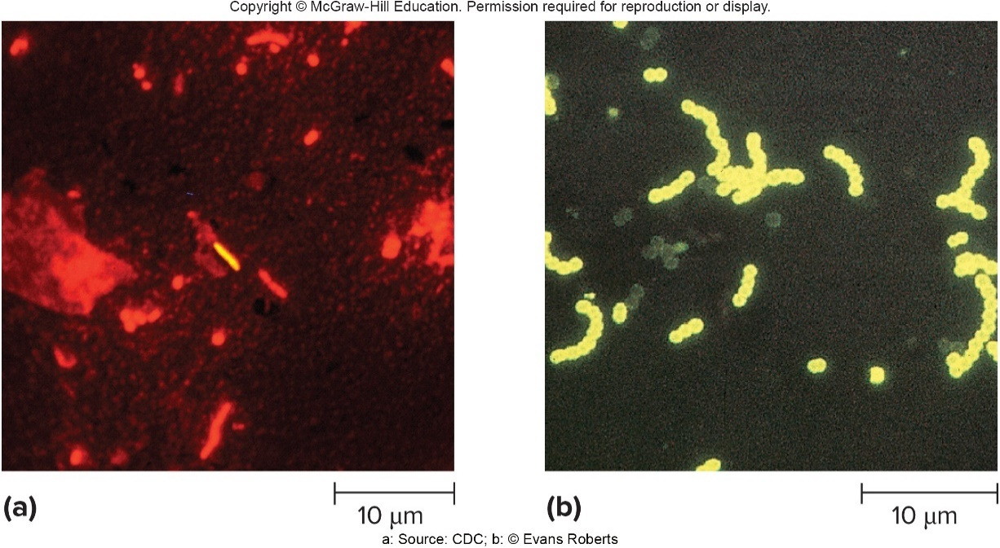 Copyright © McGraw-Hill Education. Permission required for reproduction or display.
(a)
10 μm
(b)
10 μm
a: Source: CDC; b: © Evans Roberts